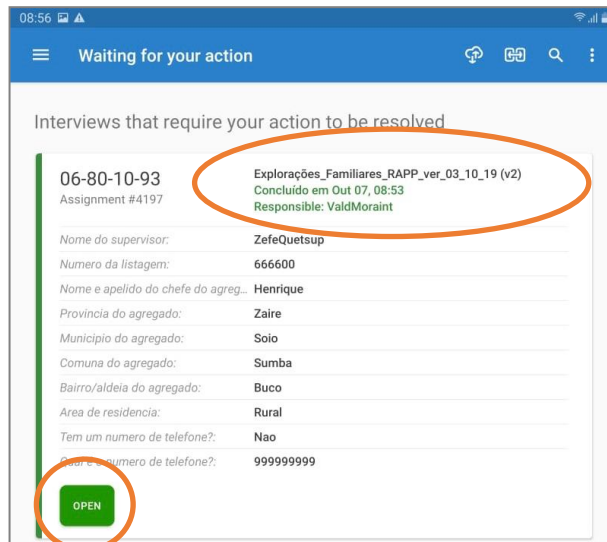 08:56
Waiting for your action
Interviews that require your action to be resolved
06-80-10-93
Assignment #4197
Explorações_Familiares_RAPP_ver_03_10_19 (v2)
Concluído em Out 07, 08:53
Responsible: ValdMoraint
Nome do supervisor: ZefeQuetsup
Numero da listagem: 666600
Nome e apelido do chefe do agreg... Henrique
Provincia do agregado: Zaire
Municipio do agregado: Soio
Comuna do agregado: Sumba
Bairro/aldeia do agregado: Buco
Area de residencia: Rural
Tem um numero de telefone?: Nao
Qual e o numero de telefone?: 999999999
OPEN